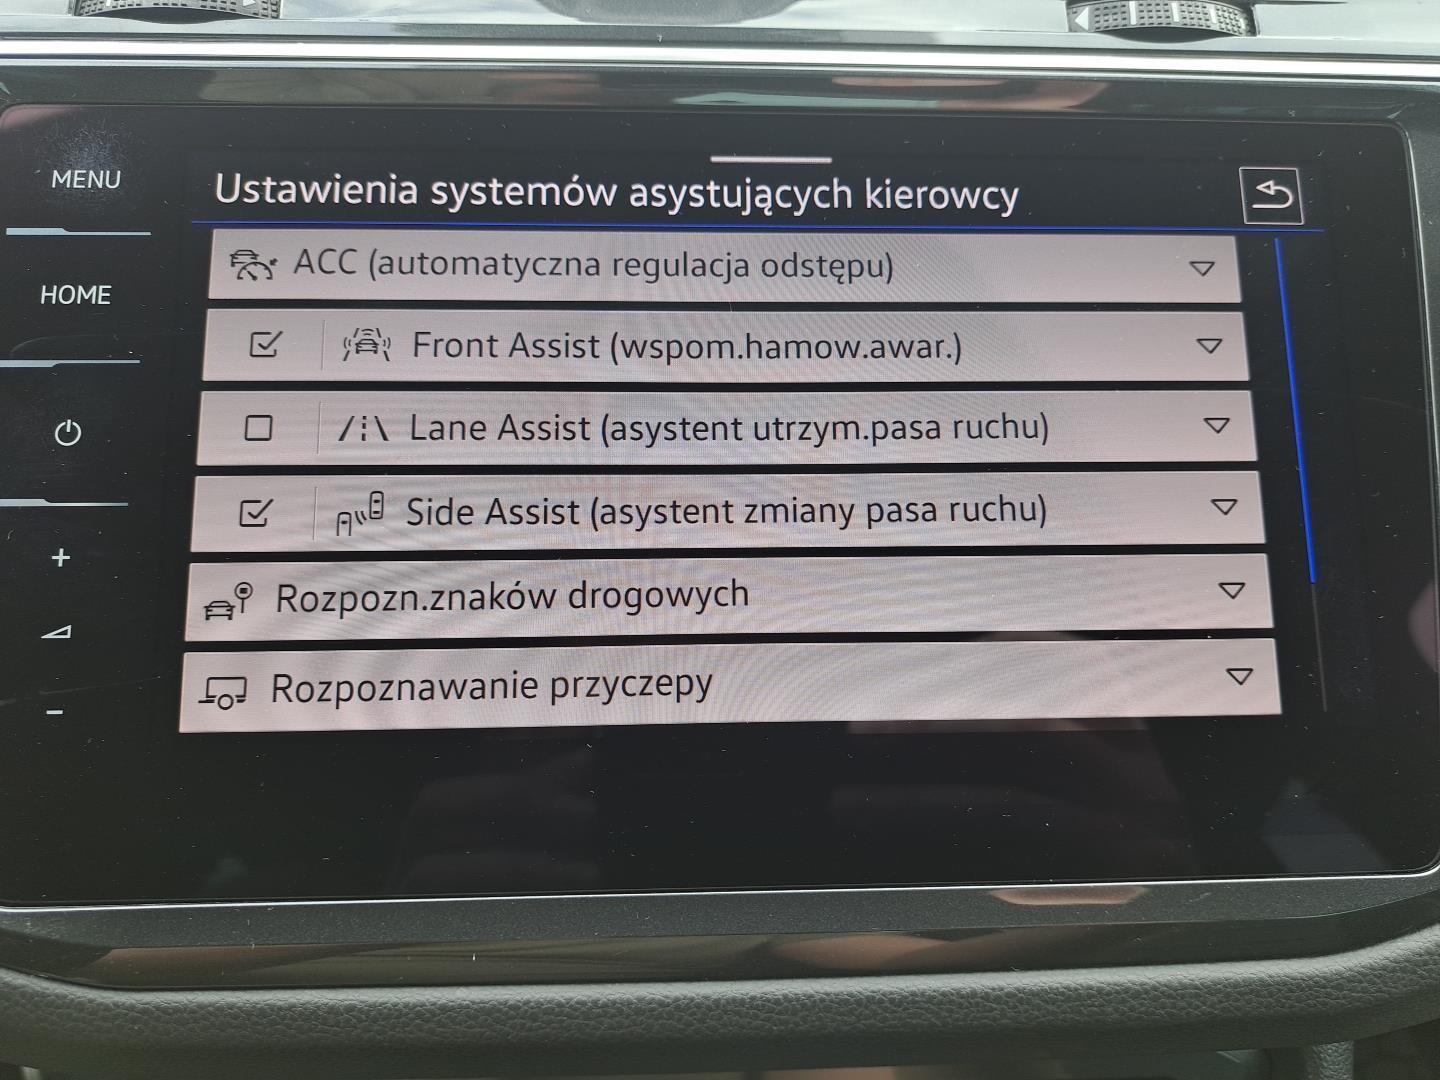 MENU
Ustawienia systemów asystujących kierowcy
ACC (automatyczna regulacja odstępu)
HOME
Front Assist (wspom.hamow.awar.)
Lane Assist (asystent utrzym.pasa ruchu)
Side Assist (asystent zmiany pasa ruchu)
+
Rozpozn.znaków drogowych
Rozpoznawanie przyczepy
-